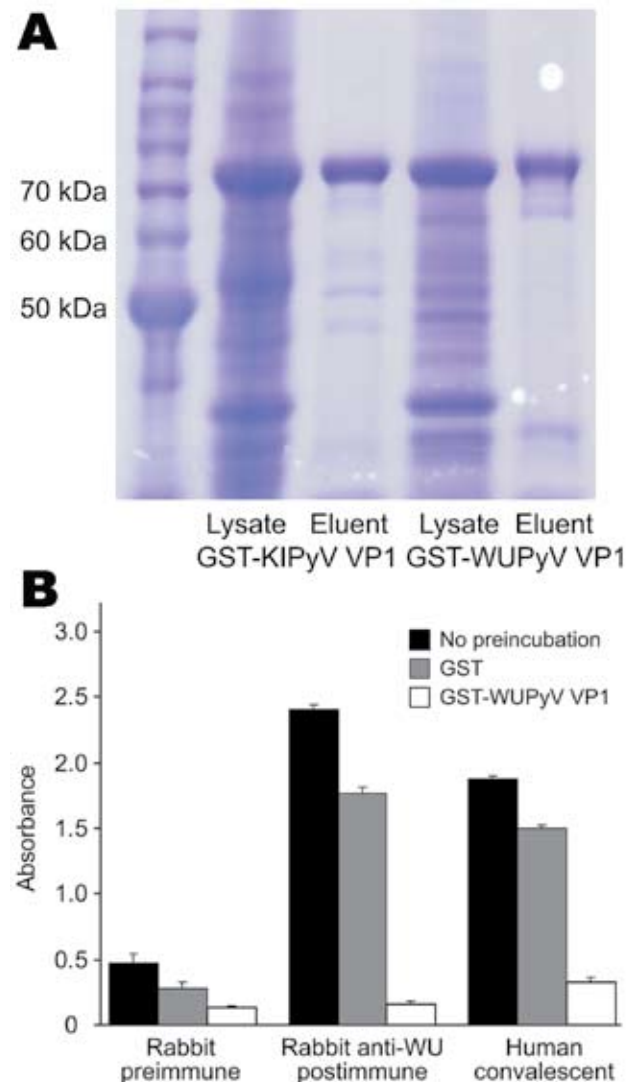 A
70 kDa
60 kDa
50 kDa
Lysate Eluent Lysate Eluent
GST-KIPyV VP1 GST-WUPyV VP1
B
3.0
2.5
2.0
1.5
1.0
0.5
0
Absorbance
No preincubation
GST
GST-WUPyV VP1
Rabbit preimmune
Rabbit anti-WU postimmune
Human convalescent